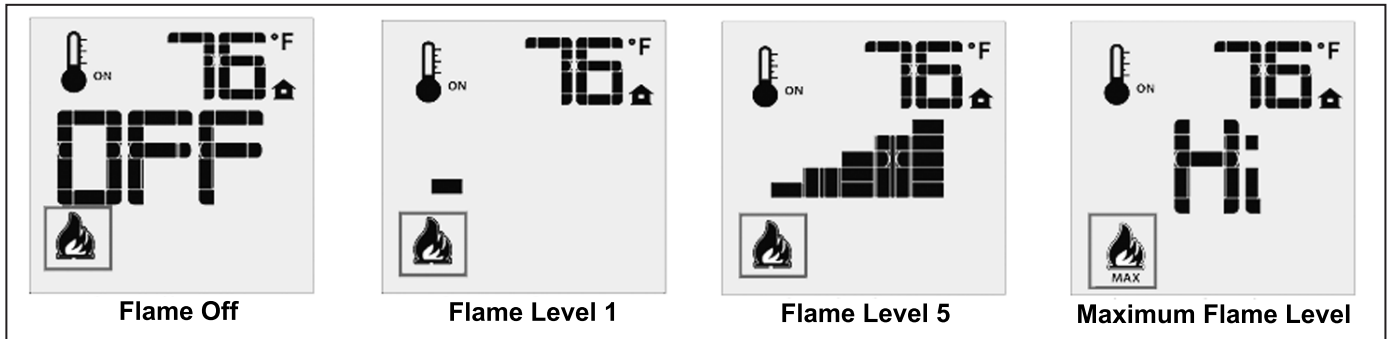 76 °F
ON
OFF
Flame Off
76 °F
ON
Flame Level 1
76 °F
ON
Flame Level 5
76 °F
ON
Hi
MAX
Maximum Flame Level